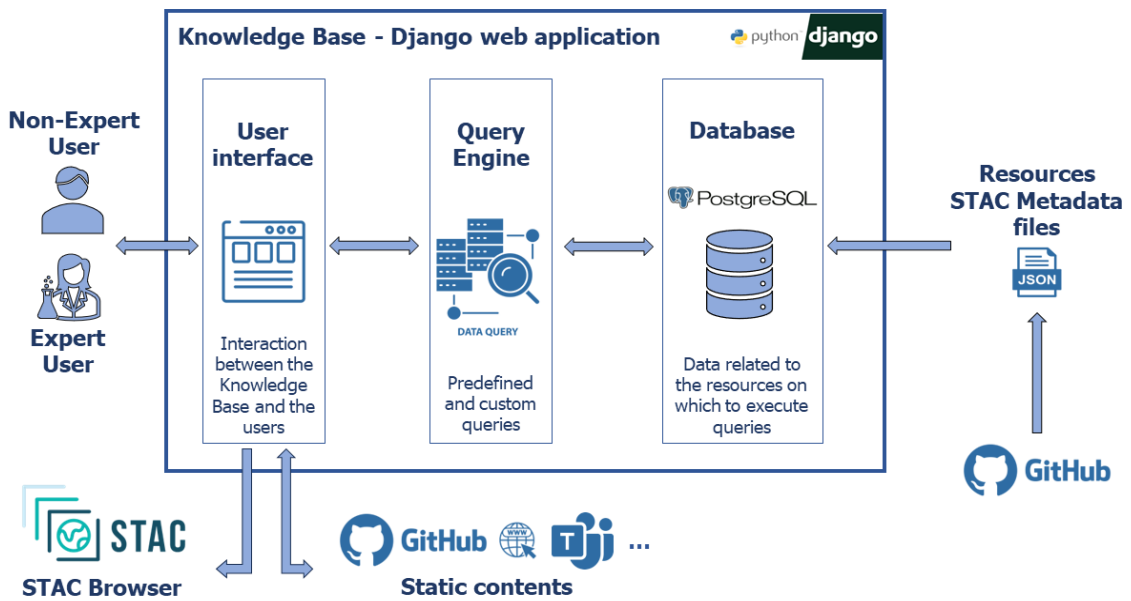 Knowledge Base - Django web application
python
django
Non-Expert
User
Expert
User
User
interface
Interaction
between the
Knowledge
Base and the
users
Query
Engine
DATA QUERY
Predefined
and custom
queries
Database
PostgreSQL
Data related to
the resources on
which to execute
queries
Resources
STAC Metadata
files
JSON
GitHub
STAC
STAC Browser
GitHub
WWW
T
...
Static contents